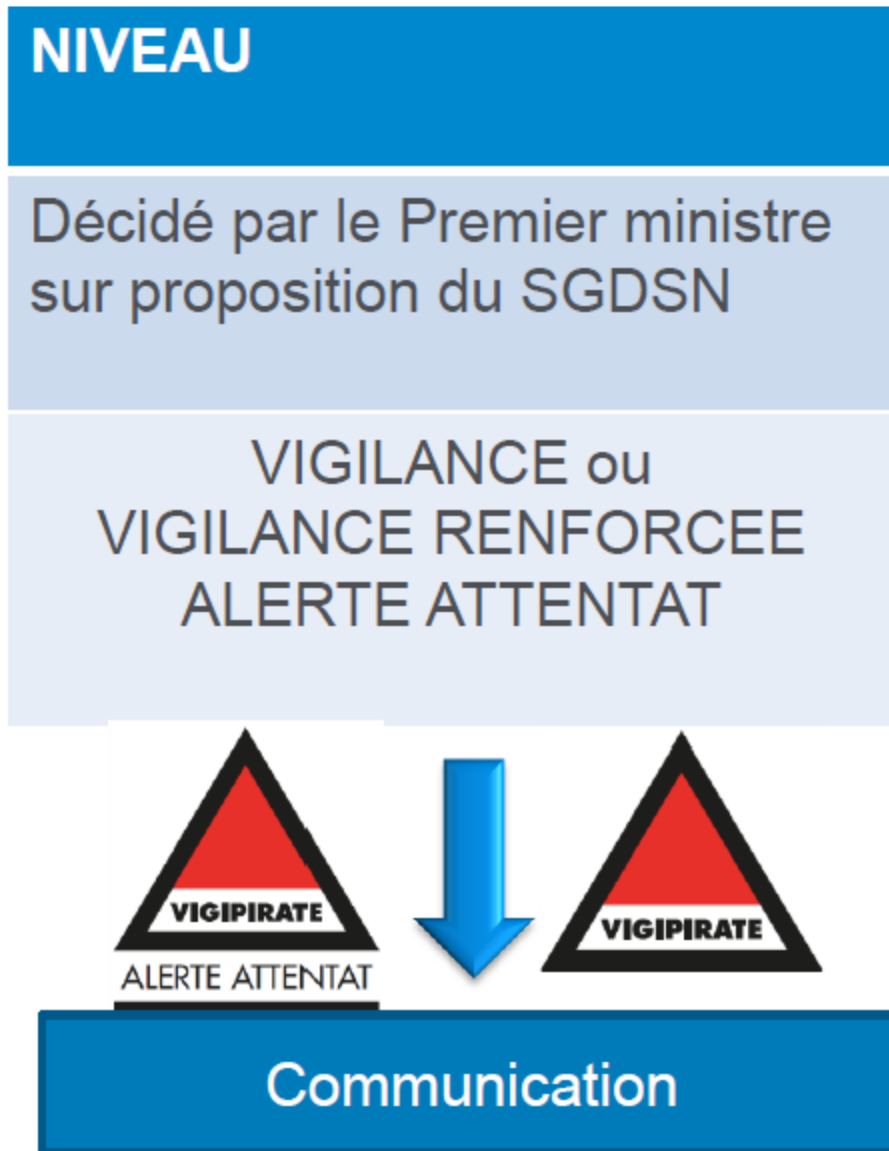 NIVEAU
Décidé par le Premier ministre
sur proposition du SGDSN
VIGILANCE ou
VIGILANCE RENFORCEE
ALERTE ATTENTAT
VIGIPIRATE
ALERTE ATTENTAT
VIGIPIRATE
Communication